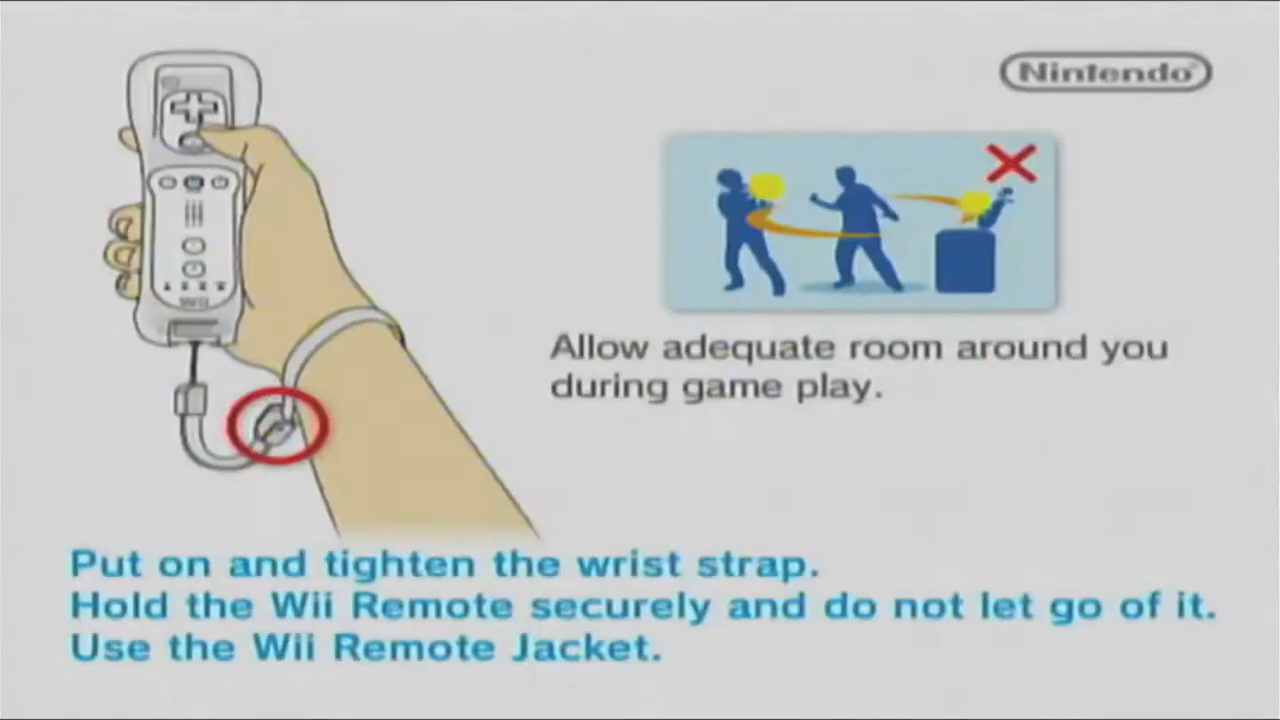 Nintendo
Allow adequate room around you
during game play.
Wii
Put on and tighten the wrist strap.
Hold the Wii Remote securely and do not let go of it.
Use the Wii Remote Jacket.